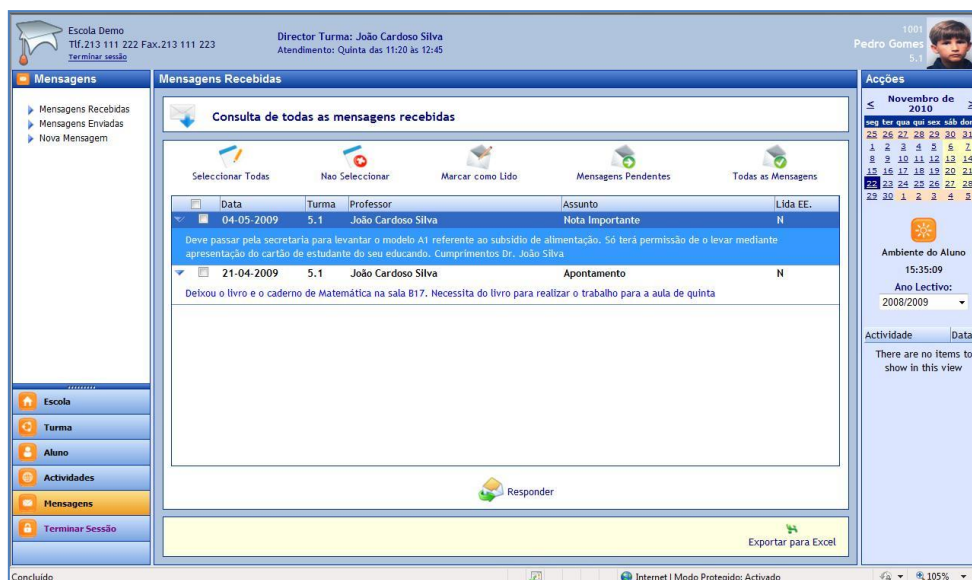 Escola Demo
Tlf.213 111 222 Fax.213 111 223
Terminar sessão
Director Turma: João Cardoso Silva
Atendimento: Quinta das 11:20 às 12:45
1001
Pedro Gomes
5.1
Mensagens
Mensagens Recebidas
Mensagens Enviadas
Nova Mensagem
Mensagens Recebidas
Consulta de todas as mensagens recebidas
Seleccionar Todas
Nao Seleccionar
Marcar como Lido
Mensagens Pendentes
Todas as Mensagens
Data Turma Professor Assunto Lida EE.
04-05-2009 5.1 João Cardoso Silva Nota Importante N
Deve passar pela secretaria para levantar o modelo A1 referente ao subsidio de alimentação. Só terá permissão de o levar mediante
apresentação do cartão de estudante do seu educando. Cumprimentos Dr. João Silva
21-04-2009 5.1 João Cardoso Silva Apontamento N
Deixou o livro e o caderno de Matemática na sala B17. Necessita do livro para realizar o trabalho para a aula de quinta
Responder
Exportar para Excel
Escola
Turma
Aluno
Actividades
Mensagens
Terminar Sessão
Acções
< Novembro de 2010 >
seg ter qua qui sex sáb dom
25 26 27 28 29 30 31
1 2 3 4 5 6 7
8 9 10 11 12 13 14
15 16 17 18 19 20 21
22 23 24 25 26 27 28
29 30 1 2 3 4 5
Ambiente do Aluno
15:35:09
Ano Lectivo:
2008/2009
Actividade Data
There are no items to
show in this view
Concluído
Internet | Modo Protegido: Activado
105%